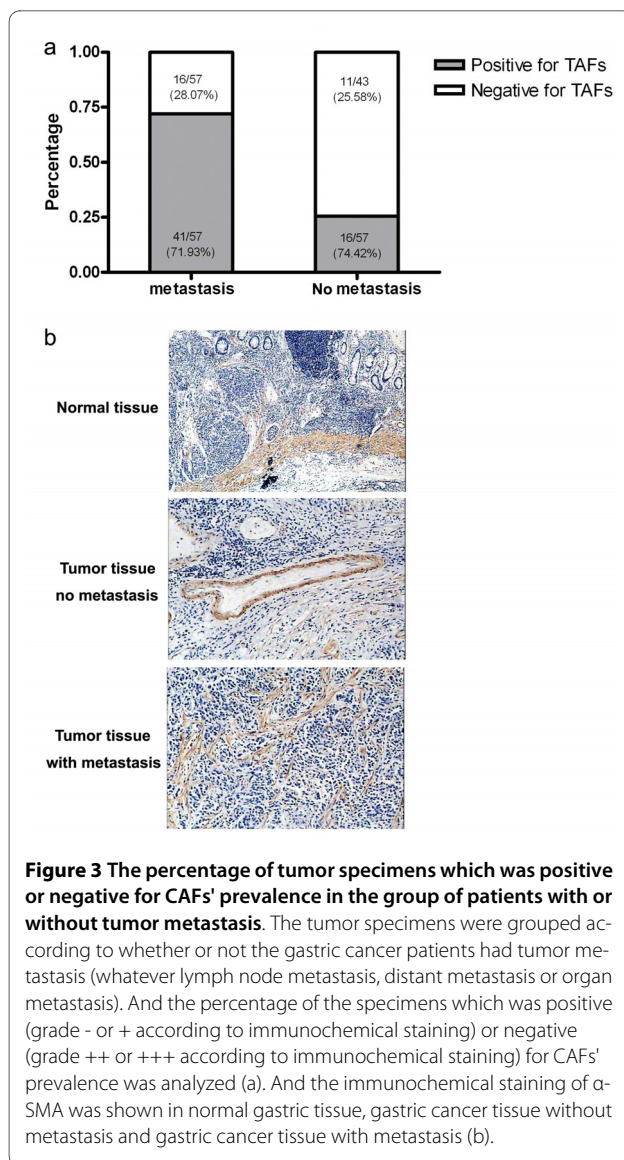 a
1.00
0.75
0.50
0.25
0.00
Percentage
16/57
(28.07%)
41/57
(71.93%)
11/43
(25.58%)
16/57
(74.42%)
metastasis
No metastasis
Positive for TAFs
Negative for TAFs
b
Normal tissue
Tumor tissue
no metastasis
Tumor tissue
with metastasis
Figure 3 The percentage of tumor specimens which was positive
or negative for CAFs' prevalence in the group of patients with or
without tumor metastasis. The tumor specimens were grouped ac-
cording to whether or not the gastric cancer patients had tumor me-
tastasis (whatever lymph node metastasis, distant metastasis or organ
metastasis). And the percentage of the specimens which was positive
(grade - or + according to immunochemical staining) or negative
(grade ++ or +++ according to immunochemical staining) for CAFs'
prevalence was analyzed (a). And the immunochemical staining of α-
SMA was shown in normal gastric tissue, gastric cancer tissue without
metastasis and gastric cancer tissue with metastasis (b).